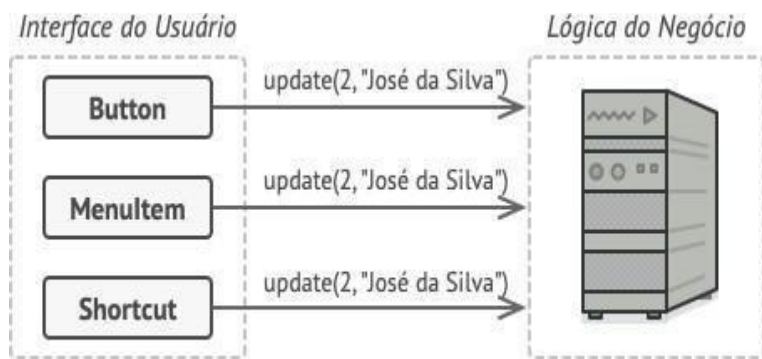 Interface do Usuário
Lógica do Negócio
Button
update(2, "José da Silva")
MenuItem
update(2, "José da Silva")
Shortcut
update(2, "José da Silva")